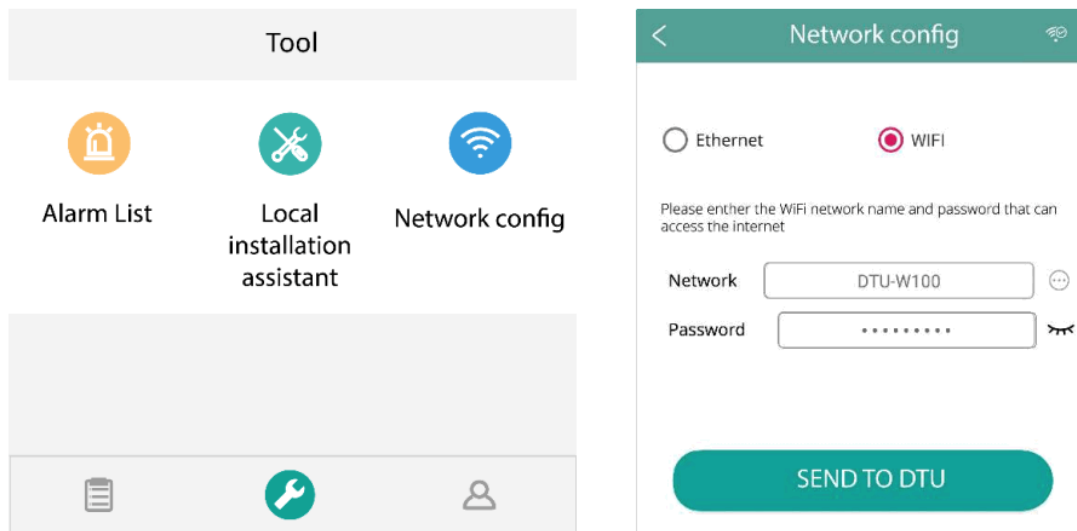 Tool
Alarm List
Local
installation
assistant
Network config
Network config
Ethernet
WIFI
Please enther the WiFi network name and password that can
access the internet
Network
DTU-W100
Password
SEND TO DTU